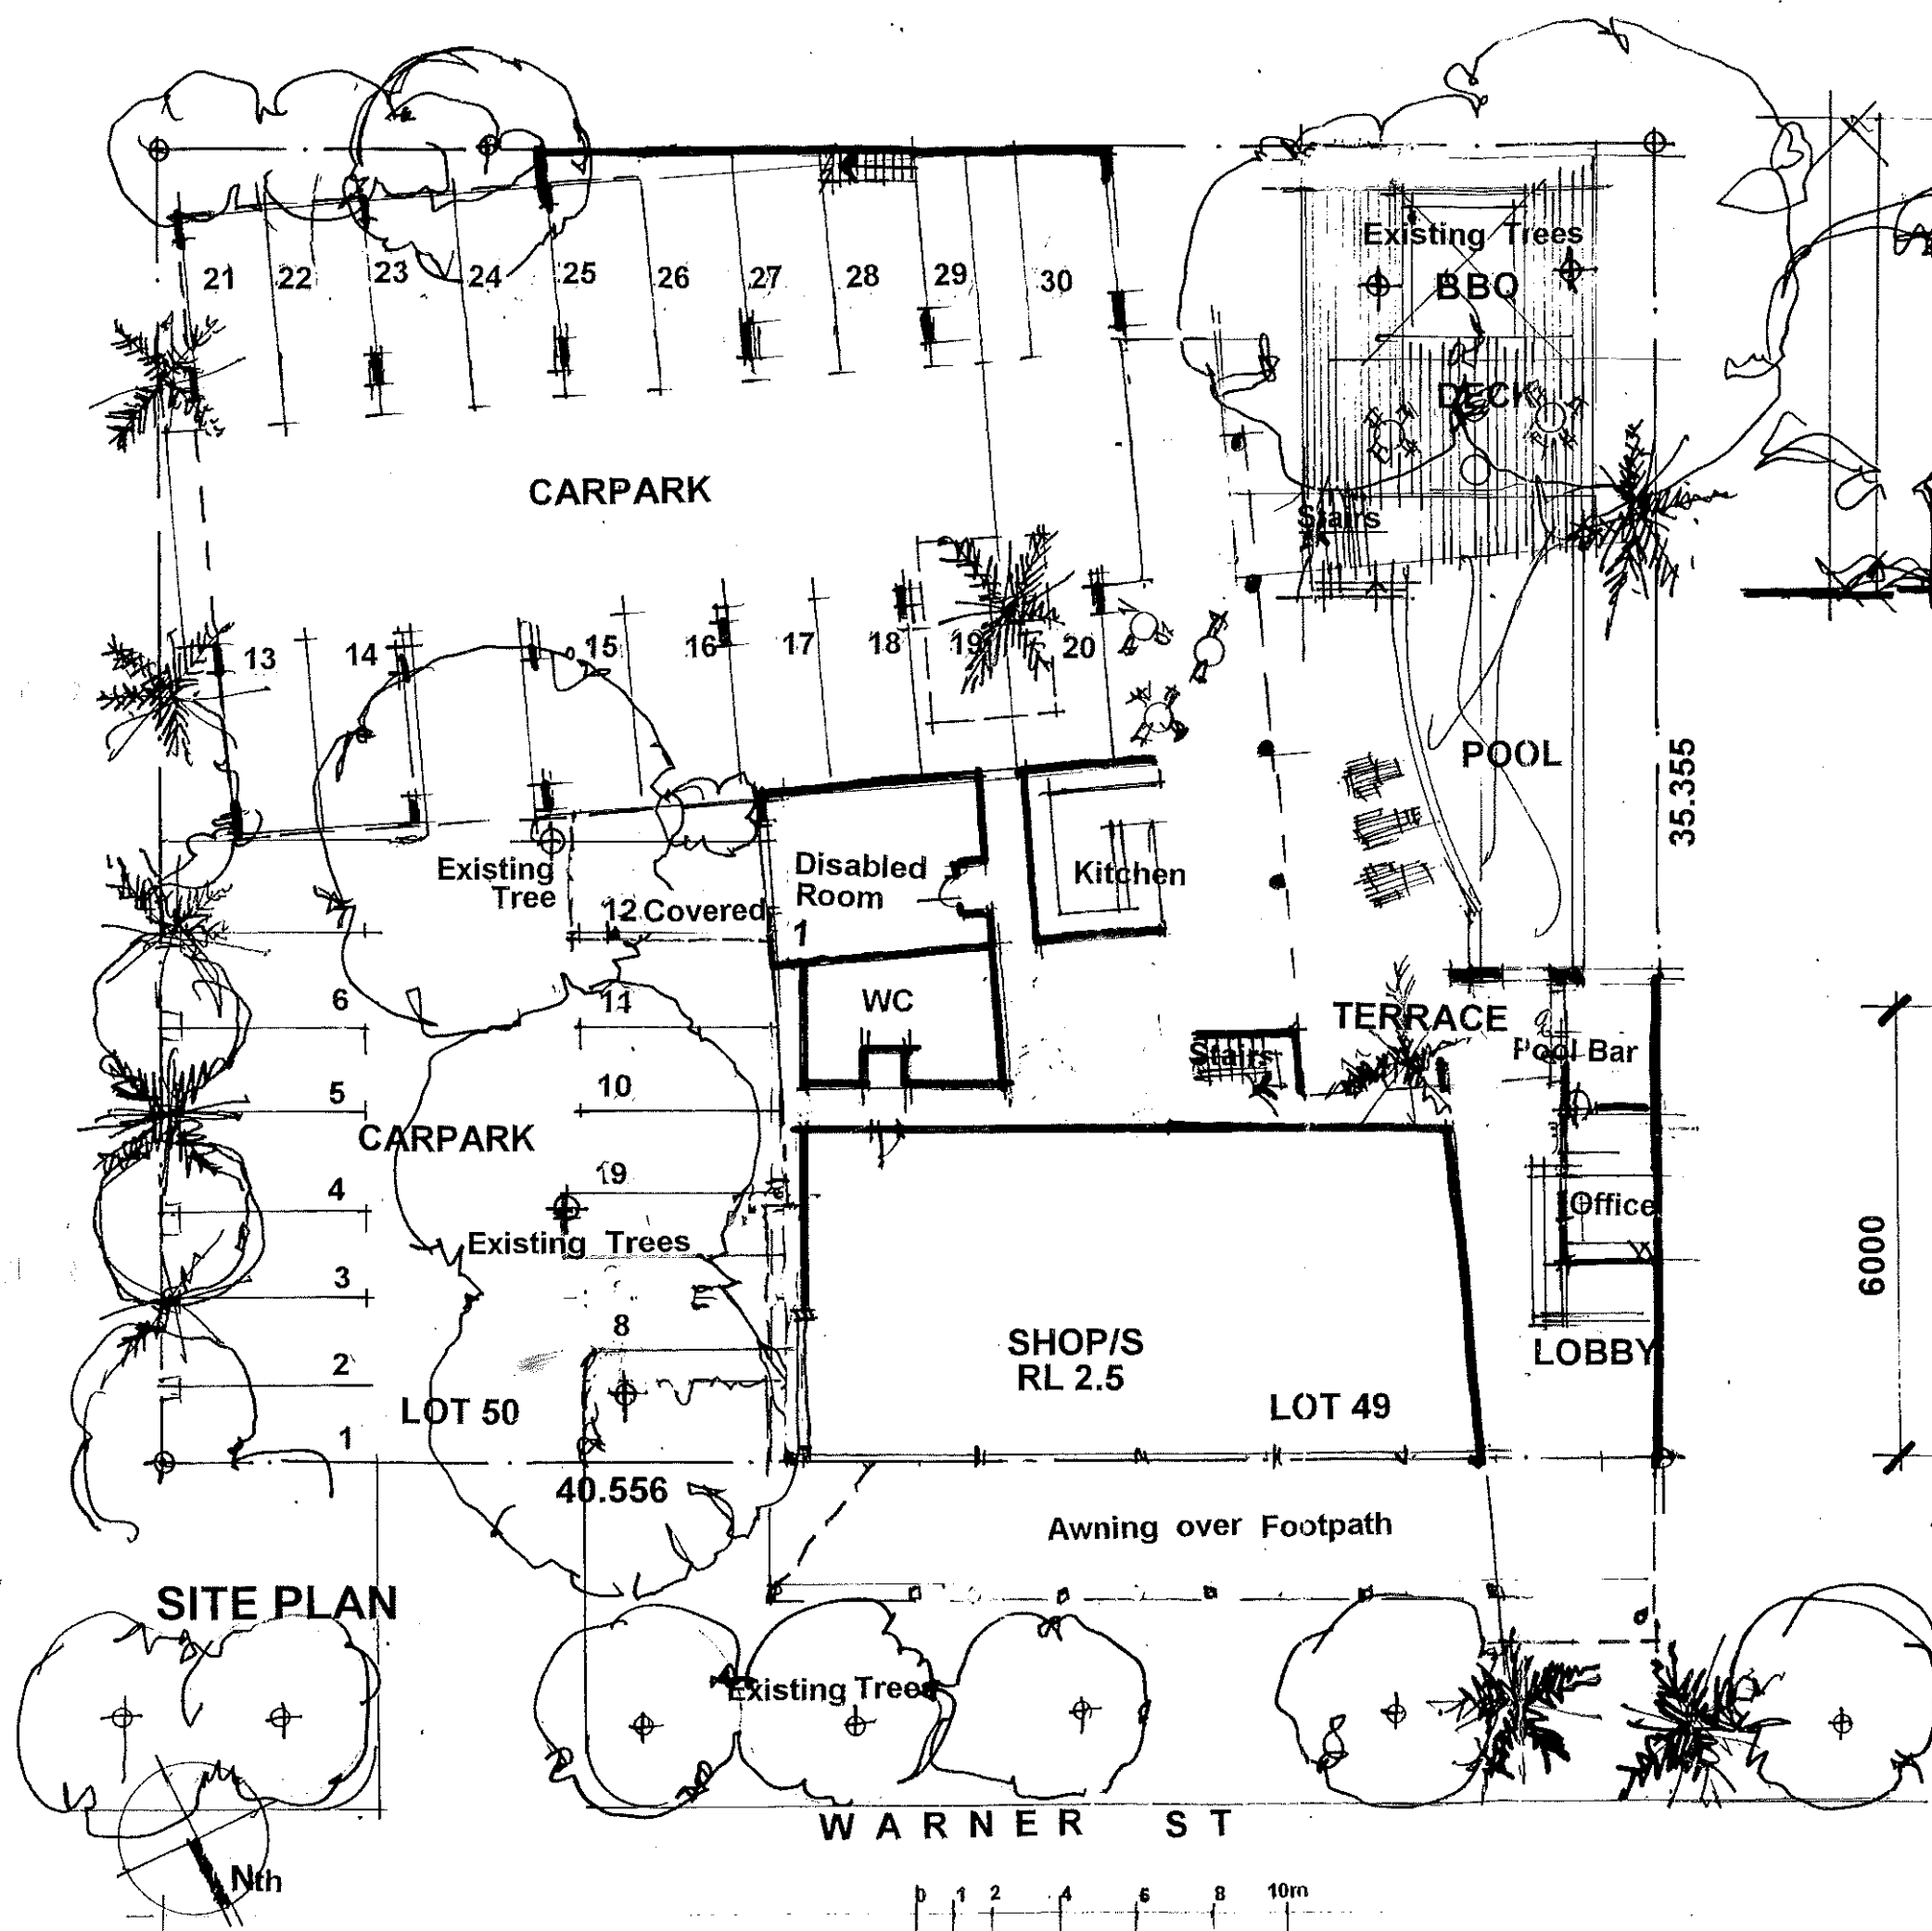 Existing Trees
21 22 23 24 25 26 27 28 29 30
BBQ
DECK
CARPARK
Stairs
13 14 15 16 17 18 19 20
POOL
35.355
Existing
Tree
Disabled
Room
1
Kitchen
12 Covered
6
11
WC
TERRACE
Stairs
Pool Bar
5
10
CARPARK
4
19
Office
Existing Trees
3
6000
8
SHOP/S
RL 2.5
LOBBY
2
LOT 50
LOT 49
1
40.556
Awning over Footpath
SITE PLAN
Existing Trees
WARNER ST
Nth
0 1 2 4 6 8 10m